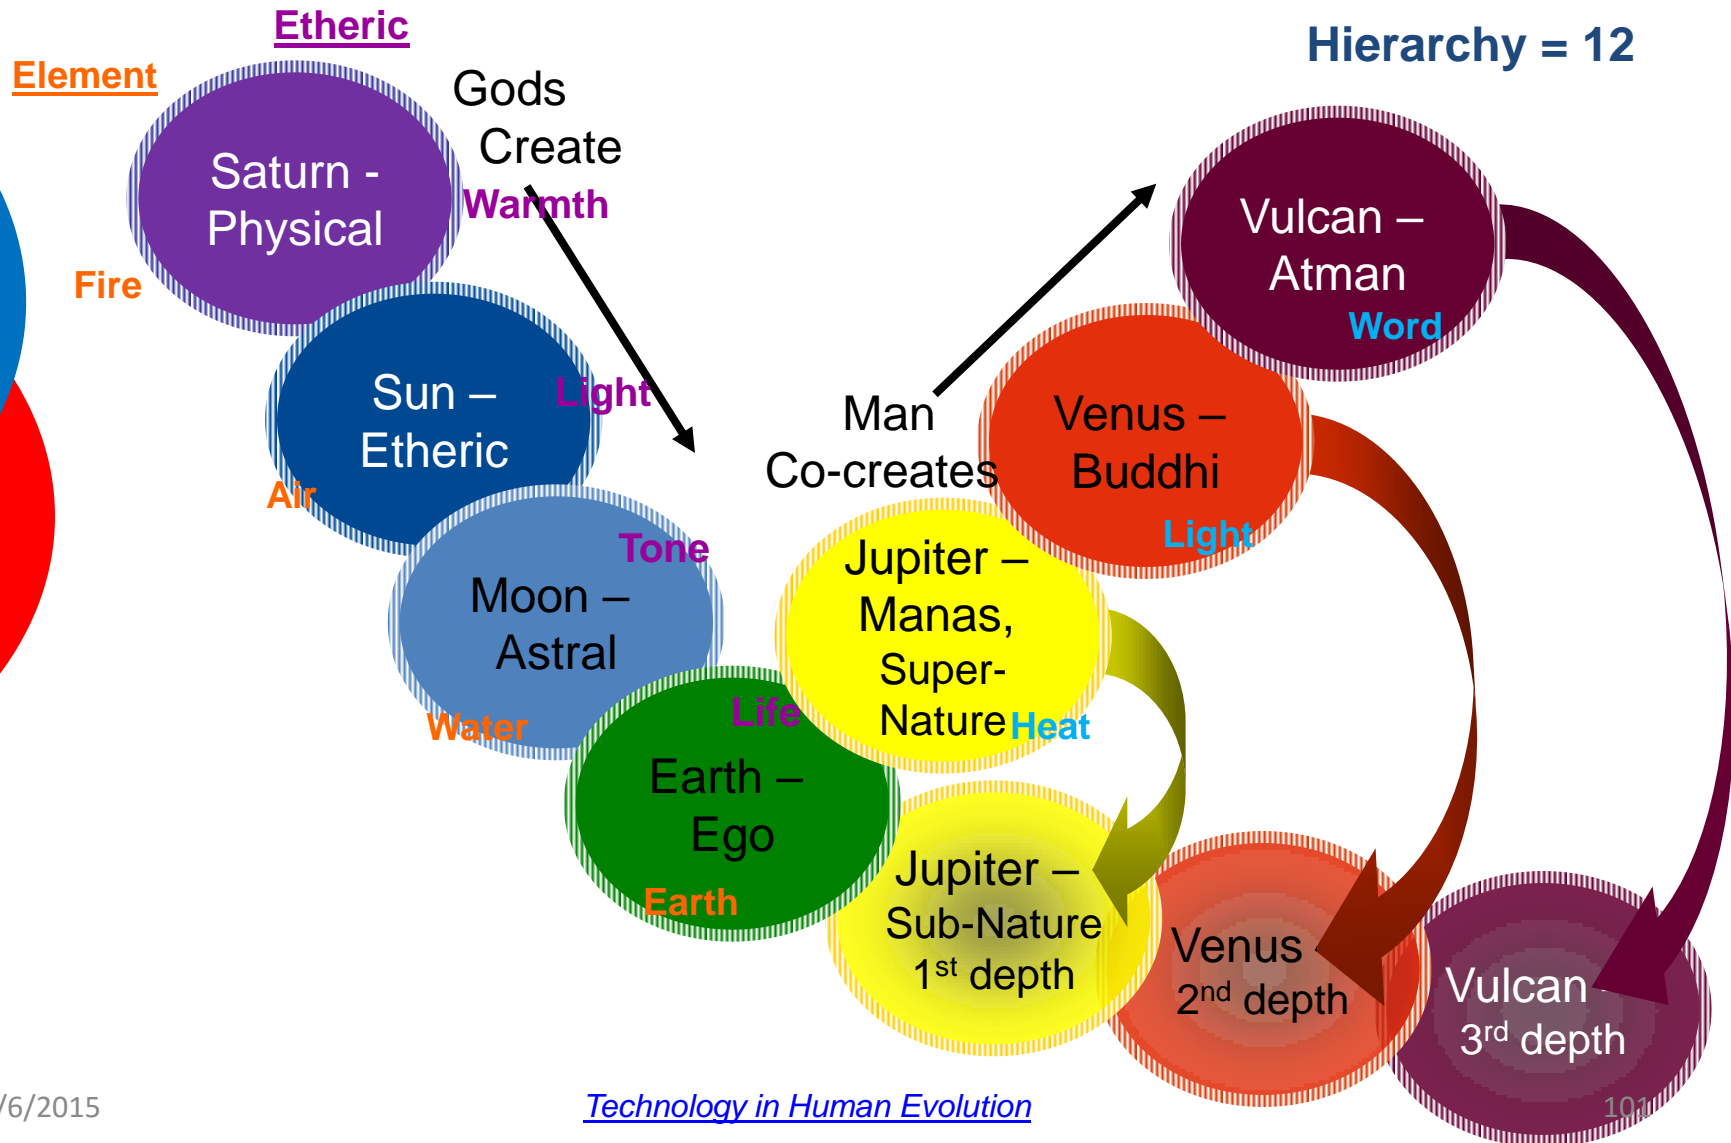 Etheric
Hierarchy = 12
Element
Gods
Create
Saturn -
Physical
Warmth
Fire
Vulcan –
Atman
Word
Sun –
Etheric
Light
Air
Man
Co-creates
Venus –
Buddhi
Light
Tone
Moon –
Astral
Water
Jupiter –
Manas,
Super-
Nature
Heat
Life
Earth –
Ego
Earth
Jupiter –
Sub-Nature
1st depth
Venus -
2nd depth
Vulcan -
3rd depth
/6/2015
Technology in Human Evolution
101